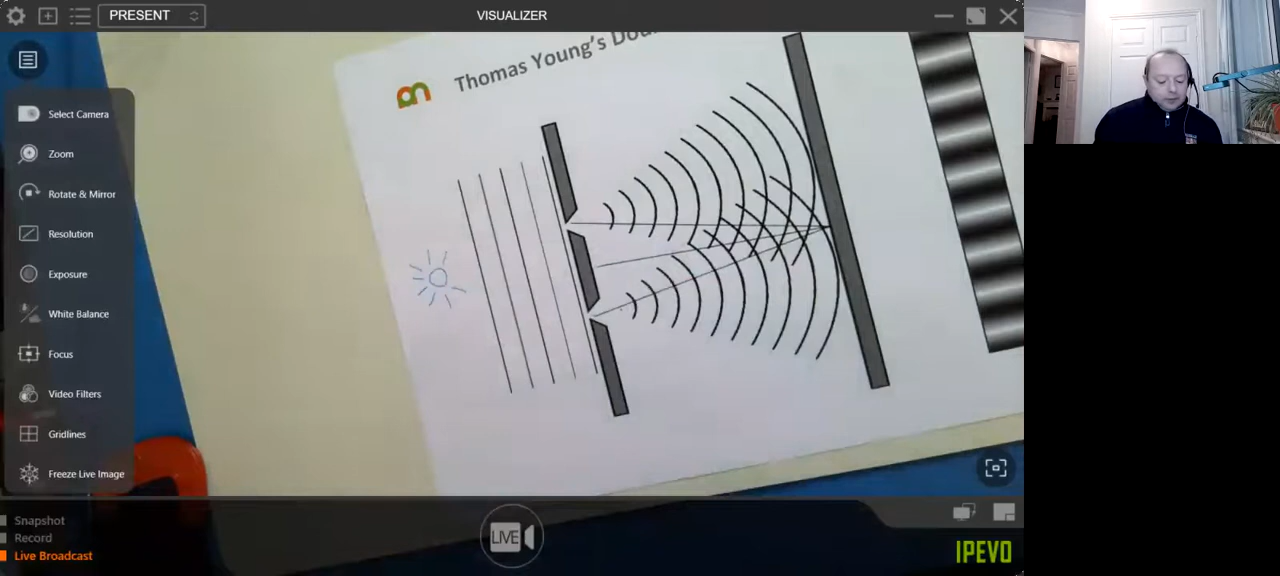 PRESENT
VISUALIZER
Thomas Young's
Select Camera
Zoom
Rotate & Mirror
Resolution
Exposure
White Balance
Focus
Video Filters
Gridlines
Freeze Live Image
Snapshot
Record
Live Broadcast
LIVE
IPEVO